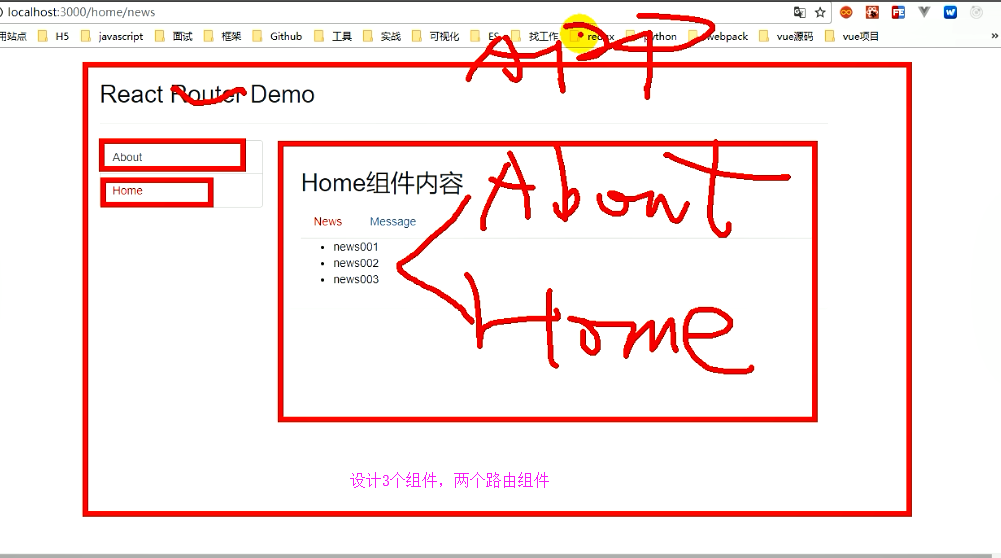 localhost:3000/home/news
用站点 H5 javascript 面试 框架 Github 工具 实战 可视化 ES 找工作 redux python webpack vue源码 vue项目 »
APP
React Router Demo
About
Home
Home组件内容
News Message
news001
news002
news003
About
Home
设计3个组件，两个路由组件